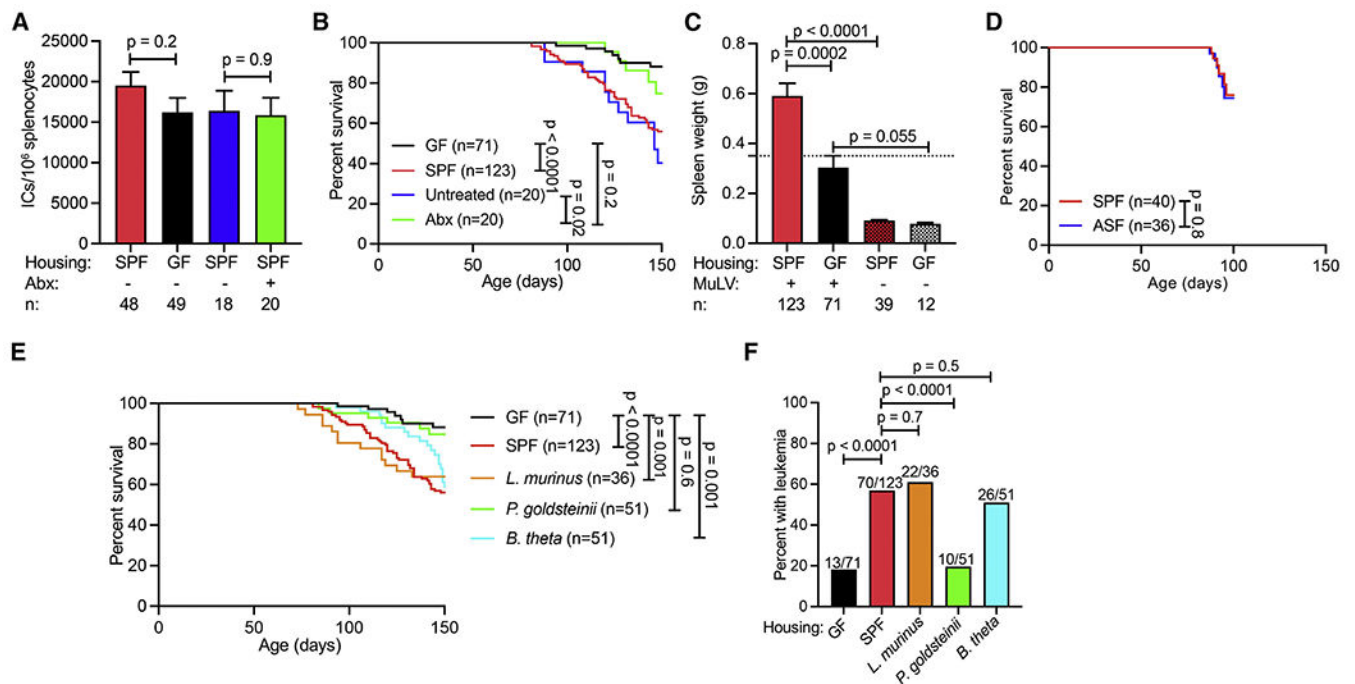 A
ICs/10⁶ splenocytes
25000
20000
15000
10000
5000
0
p = 0.2
p = 0.9
Housing: SPF GF SPF SPF
Abx: - - - +
n: 48 49 18 20
B
Percent survival
100
80
60
40
20
0
GF (n=71)
SPF (n=123)
Untreated (n=20)
Abx (n=20)
p < 0.0001
p = 0.02
p = 0.2
0 50 100 150
Age (days)
C
Spleen weight (g)
0.8
0.6
0.4
0.2
0.0
p < 0.0001
p = 0.0002
p = 0.055
Housing: SPF GF SPF GF
MuLV: + + - -
n: 123 71 39 12
D
Percent survival
100
80
60
40
20
0
SPF (n=40)
ASF (n=36)
p = 0.8
0 50 100 150
Age (days)
E
Percent survival
100
80
60
40
20
0
0 50 100 150
Age (days)
GF (n=71)
SPF (n=123)
L. murinus (n=36)
P. goldsteinii (n=51)
B. theta (n=51)
p < 0.0001
p = 0.001
p = 0.6
p = 0.001
F
Percent with leukemia
100
80
60
40
20
0
p = 0.5
p < 0.0001
p = 0.7
p < 0.0001
13/71
70/123
22/36
10/51
26/51
Housing: GF SPF L. murinus P. goldsteinii B. theta